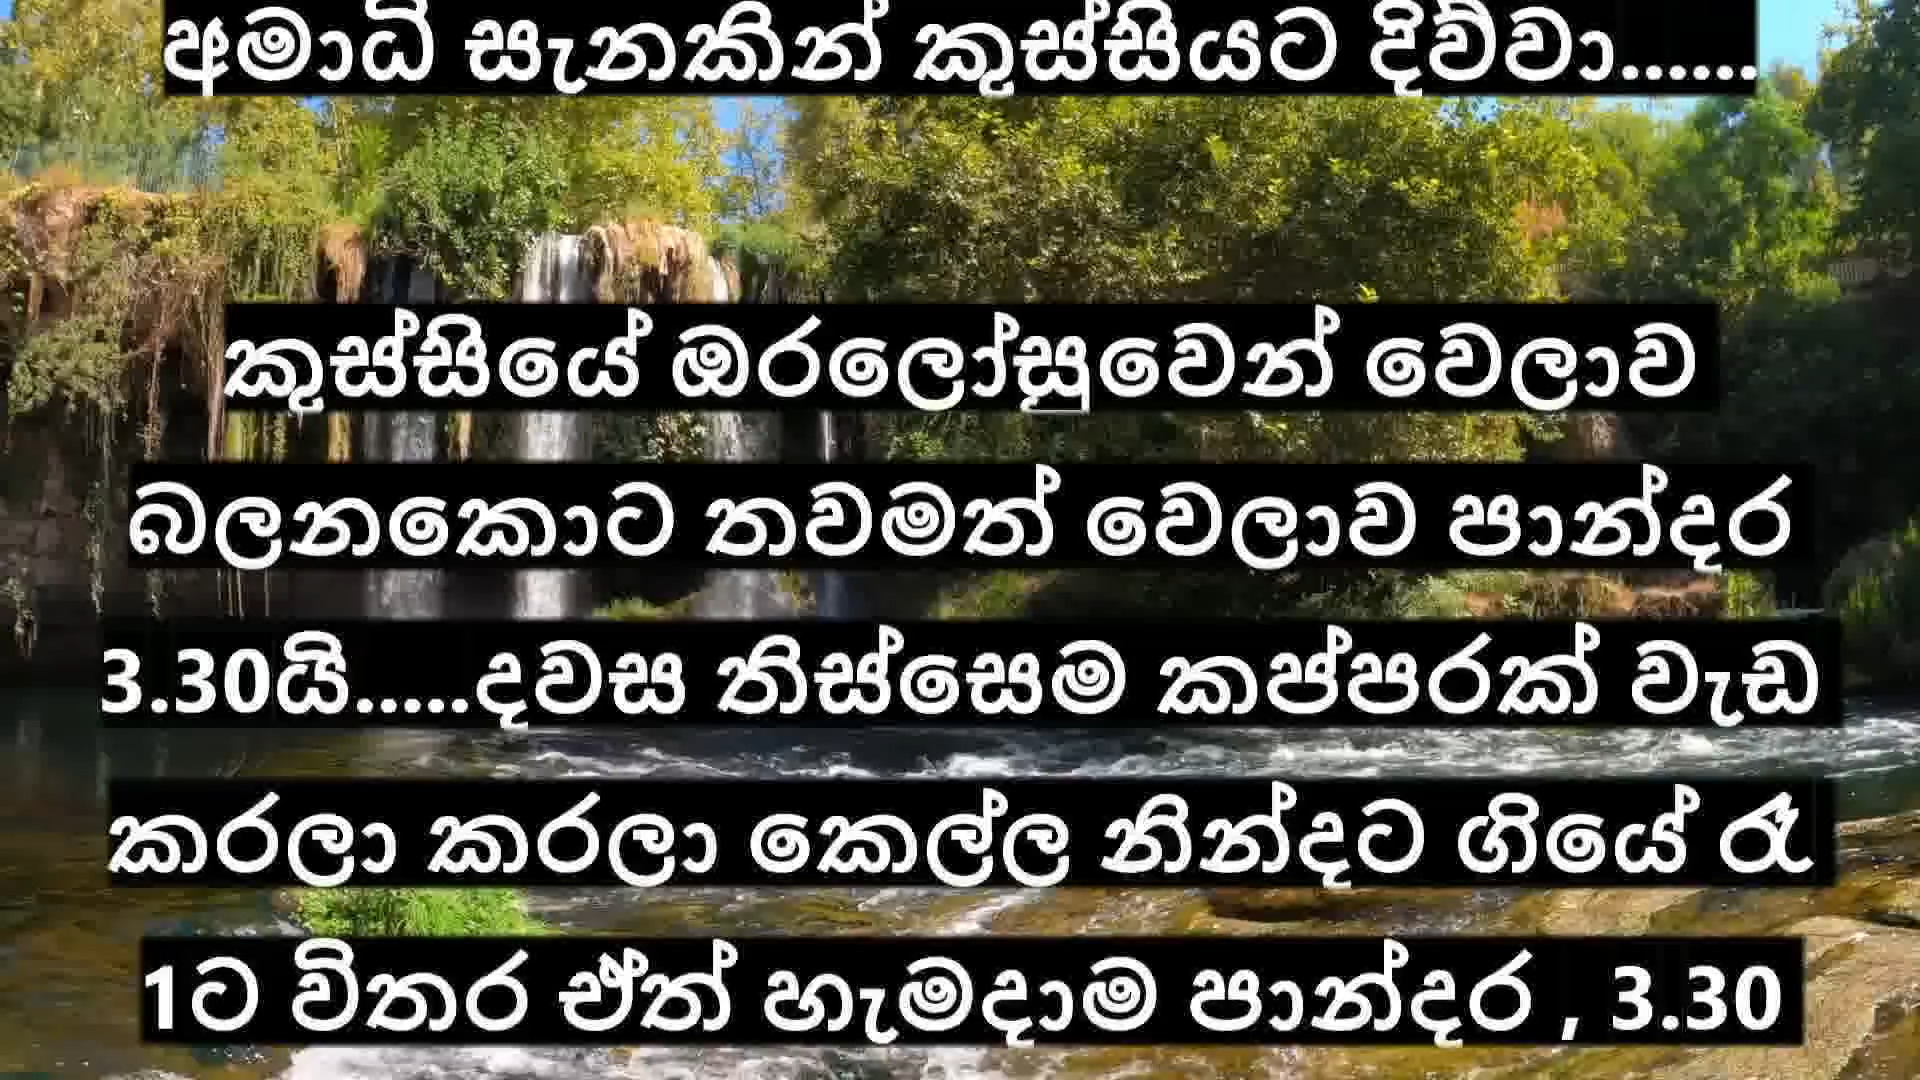 අමාධි සැනකින් කුස්සියට දිව්වා......
කුස්සියේ ඔරලෝසුවෙන් වෙලාව
බලනකොට තවමත් වෙලාව පාන්දර
3.30යි.....දවස තිස්සෙම කප්පරක් වැඩ
කරලා කරලා කෙල්ල නින්දට ගියේ රෑ
1ට විතර ඒත් හැමදාම පාන්දර , 3.30